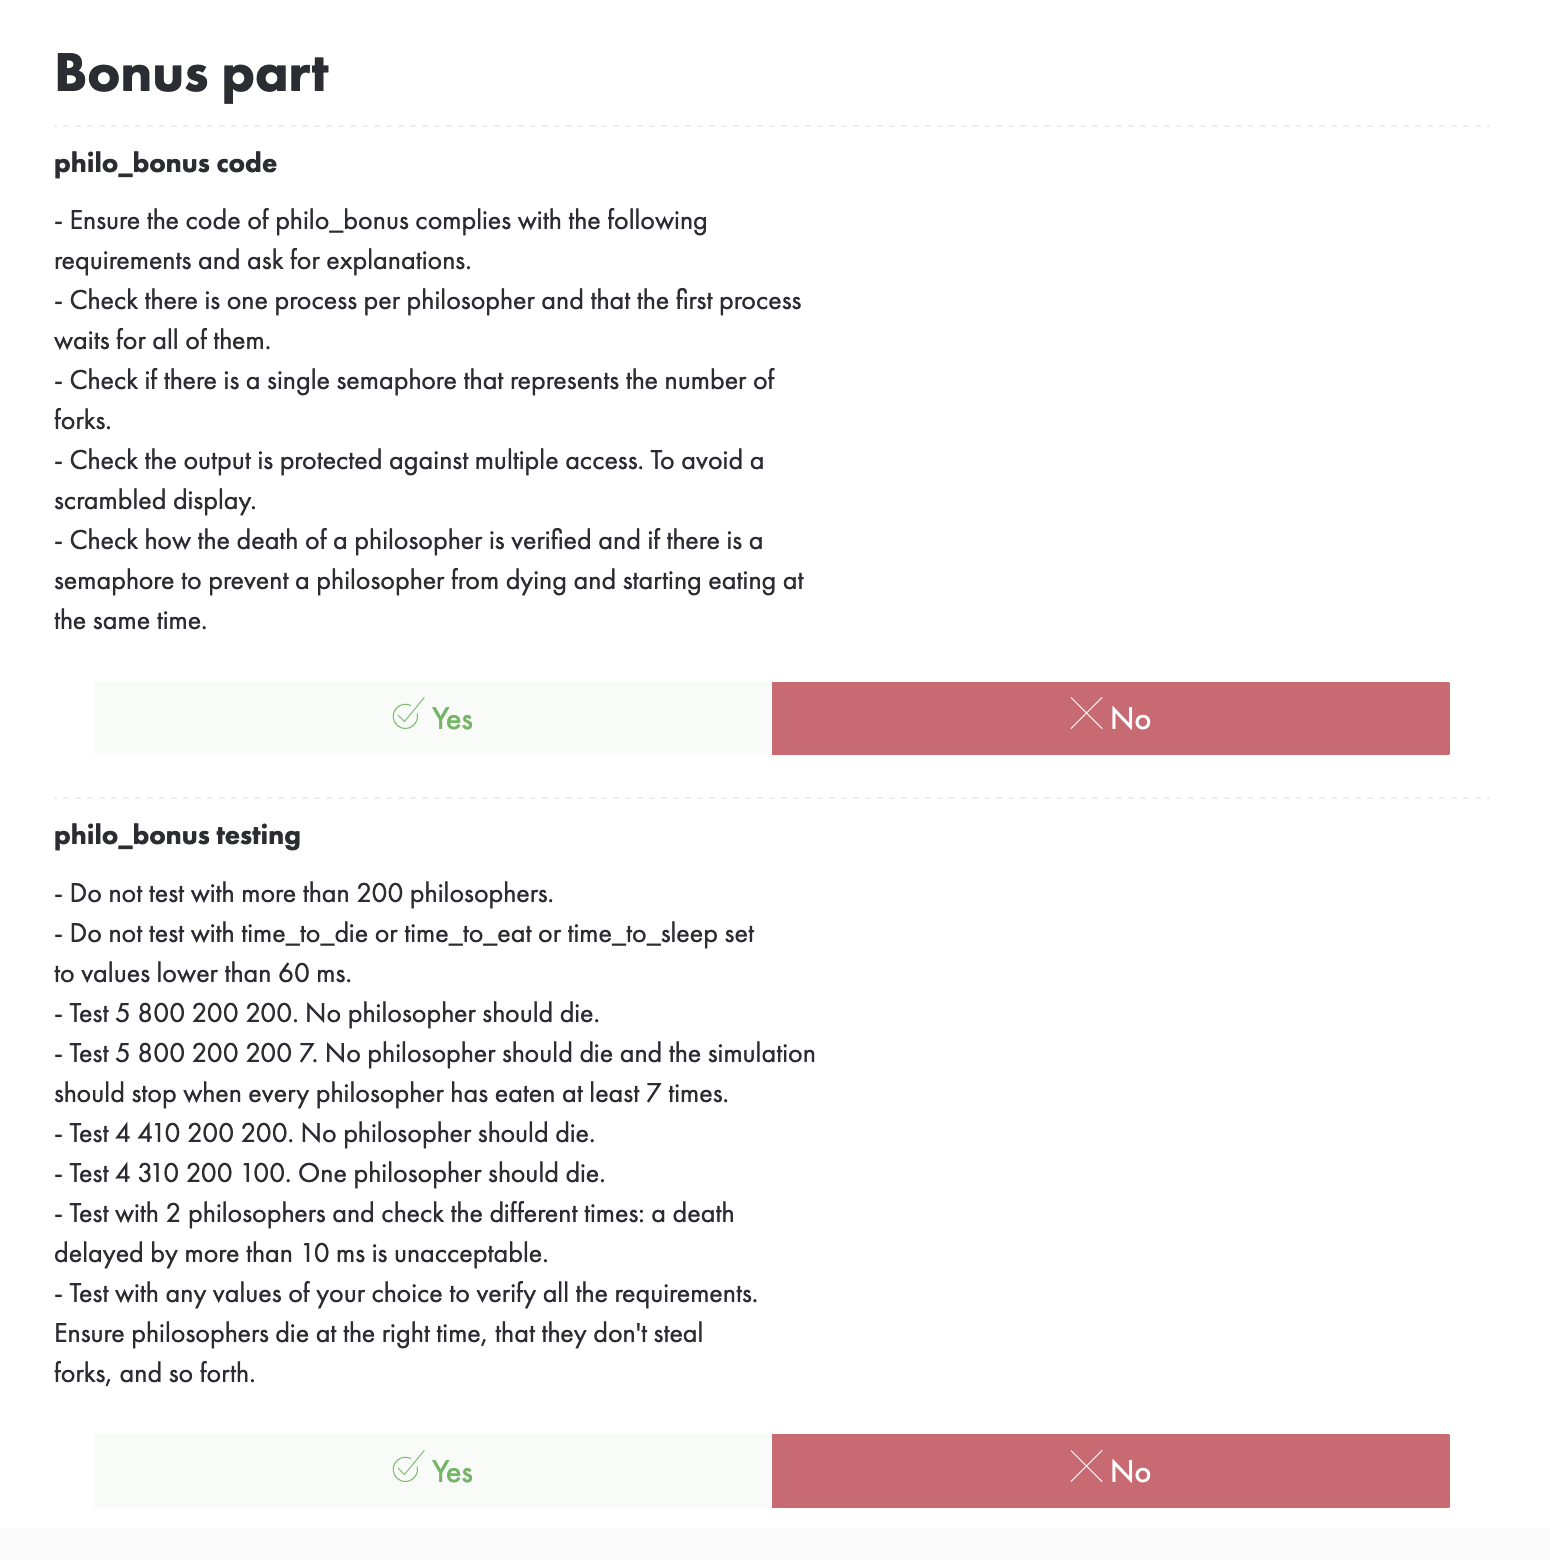 Bonus part
philo_bonus code
- Ensure the code of philo_bonus complies with the following
requirements and ask for explanations.
- Check there is one process per philosopher and that the first process
waits for all of them.
- Check if there is a single semaphore that represents the number of
forks.
- Check the output is protected against multiple access. To avoid a
scrambled display.
- Check how the death of a philosopher is verified and if there is a
semaphore to prevent a philosopher from dying and starting eating at
the same time.
Yes
No
philo_bonus testing
- Do not test with more than 200 philosophers.
- Do not test with time_to_die or time_to_eat or time_to_sleep set
to values lower than 60 ms.
- Test 5 800 200 200. No philosopher should die.
- Test 5 800 200 200 7. No philosopher should die and the simulation
should stop when every philosopher has eaten at least 7 times.
- Test 4 410 200 200. No philosopher should die.
- Test 4 310 200 100. One philosopher should die.
- Test with 2 philosophers and check the different times: a death
delayed by more than 10 ms is unacceptable.
- Test with any values of your choice to verify all the requirements.
Ensure philosophers die at the right time, that they don't steal
forks, and so forth.
Yes
No